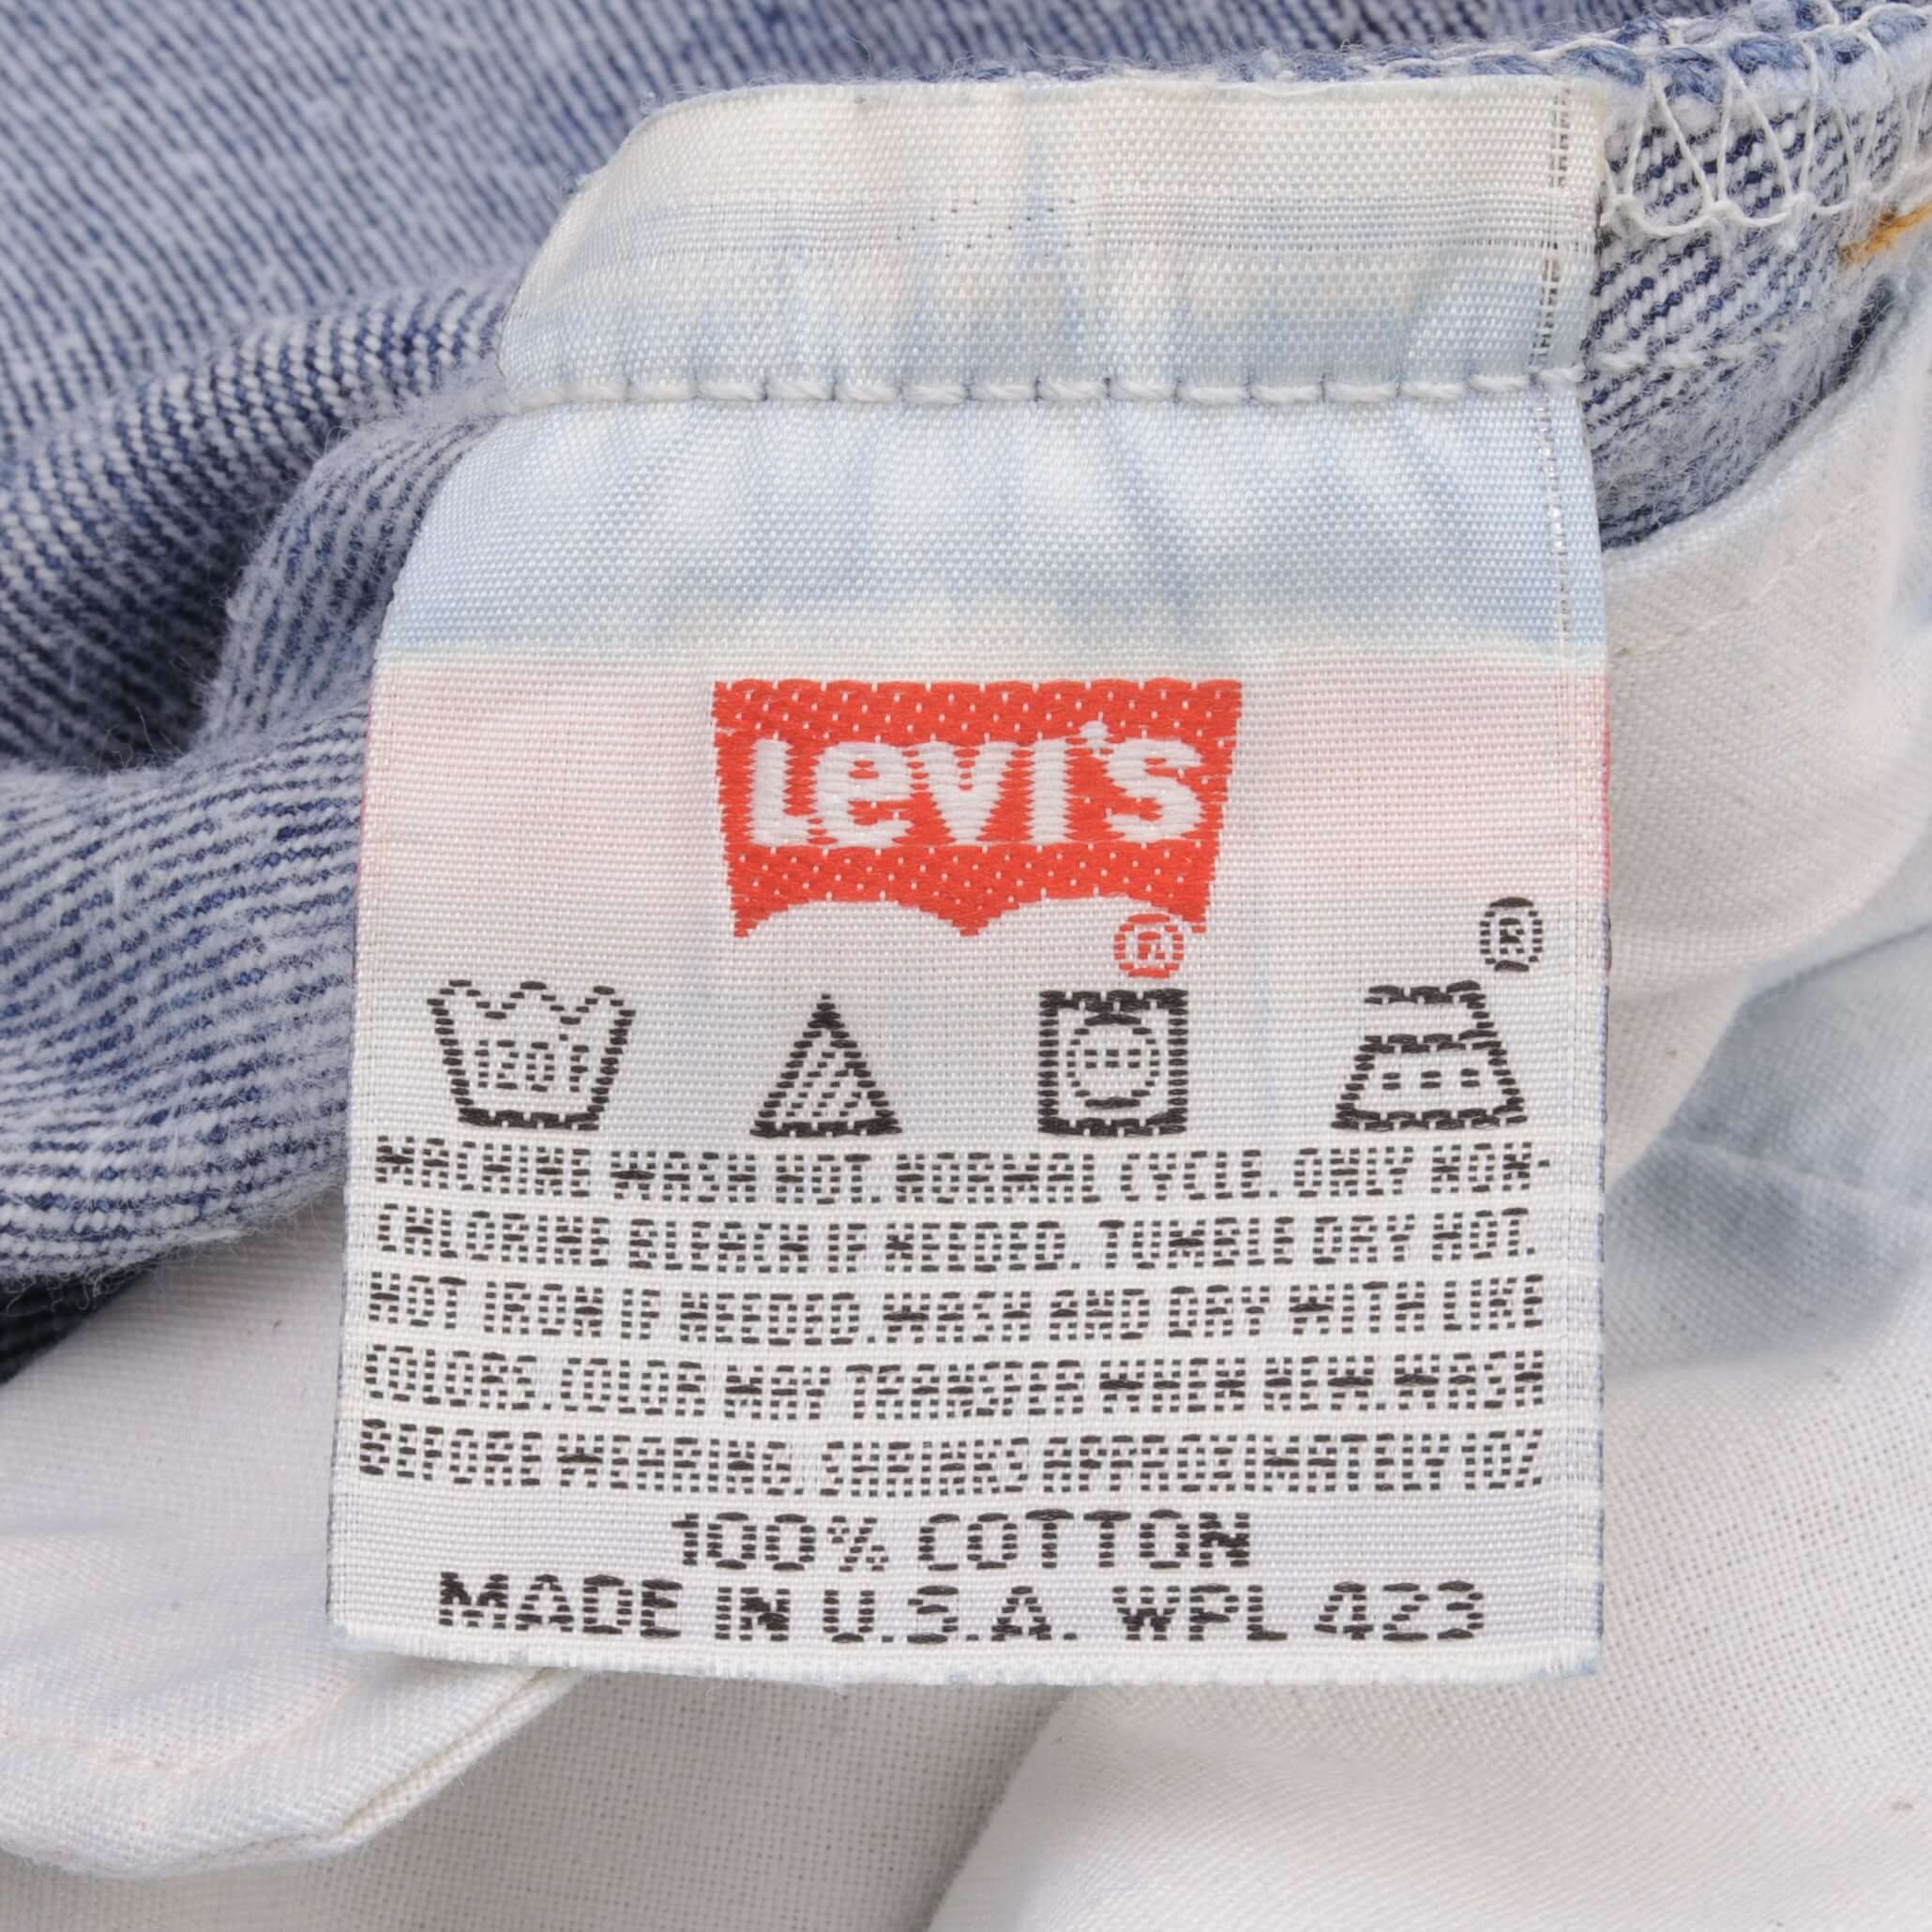 Levi's
®
®
120°F
MACHINE WASH HOT. NORMAL CYCLE. ONLY NON-
CHLORINE BLEACH IF NEEDED. TUMBLE DRY HOT.
HOT IRON IF NEEDED. WASH AND DRY WITH LIKE
COLORS. COLOR MAY TRANSFER WHEN NEW. WASH
BEFORE WEARING. SHRINKS APPROXIMATELY 10%
100% COTTON
MADE IN U.S.A. WPL 423